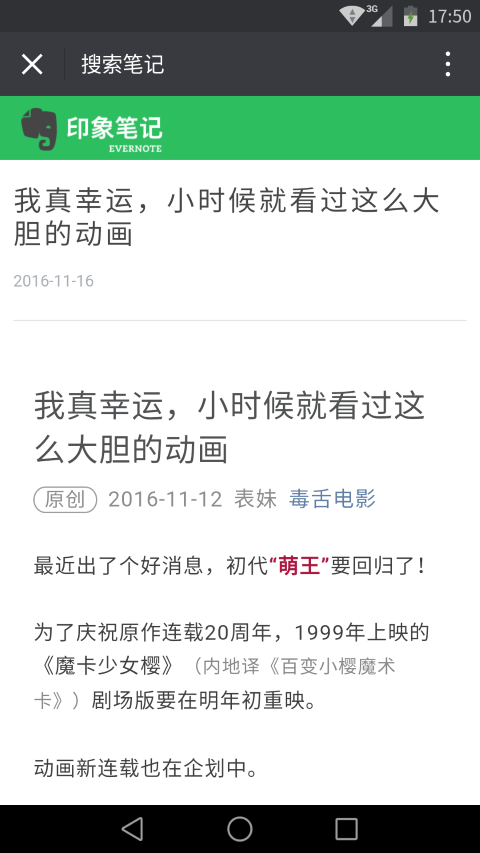 3G 17:50
搜索笔记
印象笔记
EVERNOTE
我真幸运，小时候就看过这么大
胆的动画
2016-11-16
我真幸运，小时候就看过这
么大胆的动画
原创 2016-11-12 表妹 毒舌电影
最近出了个好消息，初代“萌王”要回归了！
为了庆祝原作连载20周年，1999年上映的
《魔卡少女樱》（内地译《百变小樱魔术
卡》）剧场版要在明年初重映。
动画新连载也在企划中。